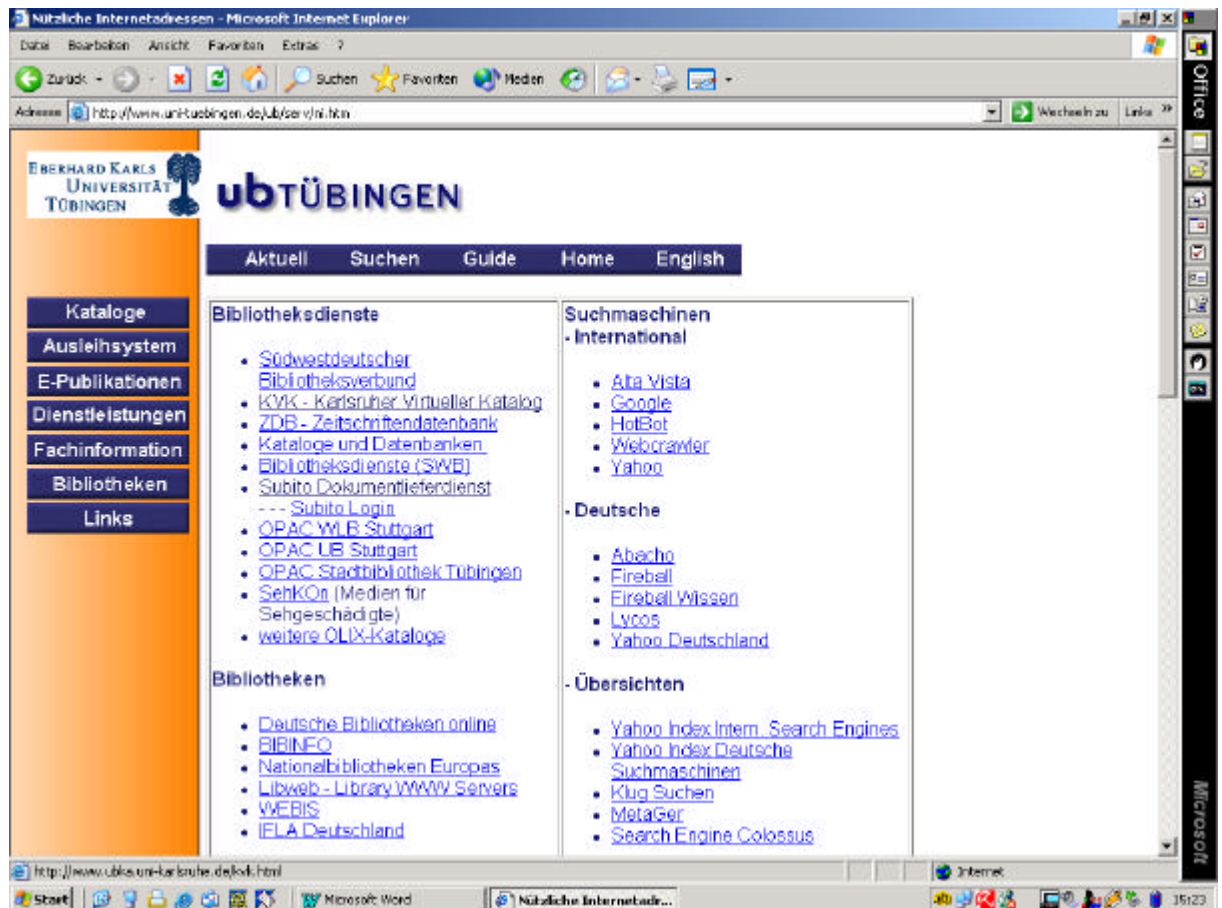 Nützliche Internetadressen - Microsoft Internet Explorer
Datei Bearbeiten Ansicht Favoriten Extras ?
Zurück Suchen Favoriten Medien
Adresse http://www.uni-tuebingen.de/ub/serv/ni.htm Wechseln zu Links »
Office
EBERHARD KARLS
UNIVERSITÄT
TÜBINGEN
ubTÜBINGEN
Aktuell Suchen Guide Home English
Kataloge
Ausleihsystem
E-Publikationen
Dienstleistungen
Fachinformation
Bibliotheken
Links
Bibliotheksdienste
Südwestdeutscher
Bibliotheksverbund
KVK - Karlsruher Virtueller Katalog
ZDB - Zeitschriftendatenbank
Kataloge und Datenbanken
Bibliotheksdienste (SWB)
Subito Dokumentlieferdienst
--- Subito Login
OPAC WLB Stuttgart
OPAC UB Stuttgart
OPAC Stadtbibliothek Tübingen
SehKOn (Medien für
Sehgeschädigte)
weitere OLIX-Kataloge
Bibliotheken
Deutsche Bibliotheken online
BIBINFO
Nationalbibliotheken Europas
Libweb - Library WWW Servers
WEBIS
IFLA Deutschland
Suchmaschinen
- International
Alta Vista
Google
HotBot
Webcrawler
Yahoo
- Deutsche
Abacho
Fireball
Fireball Wissen
Lycos
Yahoo Deutschland
- Übersichten
Yahoo Index Intern. Search Engines
Yahoo Index Deutsche
Suchmaschinen
Klug Suchen
MetaGer
Search Engine Colossus
Microsoft
http://www.ubka.uni-karlsruhe.de/kvk.html Internet
Start Microsoft Word Nützliche Internetadr... 15:23